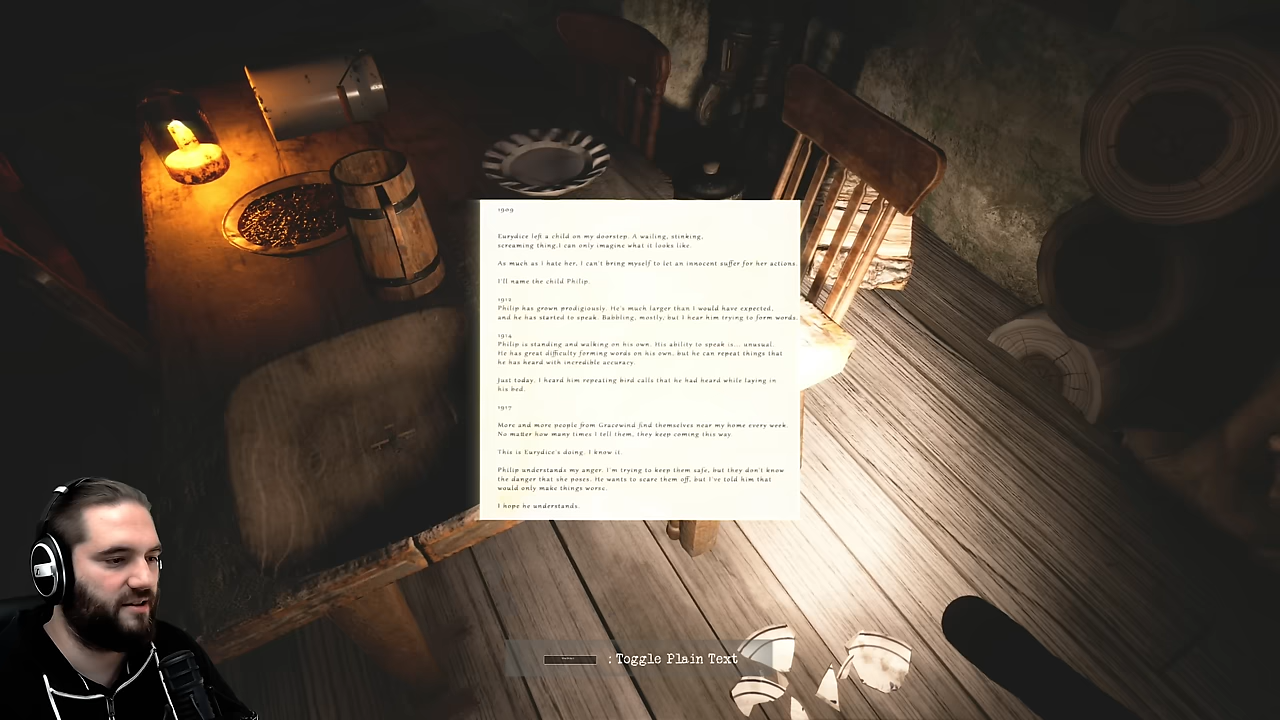 1909
Eurydice left a child on my doorstep. A wailing, stinking,
screaming thing.I can only imagine what it looks like.
As much as I hate her, I can't bring myself to let an innocent suffer for her actions.
I'll name the child Philip.
1912
Philip has grown prodigiously. He's much larger than I would have expected,
and he has started to speak. Babbling, mostly, but I hear him trying to form words.
1914
Philip is standing and walking on his own. His ability to speak is... unusual.
He has great difficulty forming words on his own, but he can repeat things that
he has heard with incredible accuracy.
Just today, I heard him repeating bird calls that he had heard while laying in
his bed.
1917
More and more people from Gracewind find themselves near my home every week.
No matter how many times I tell them, they keep coming this way.
This is Eurydice's doing. I know it.
Philip understands my anger. I'm trying to keep them safe, but they don't know
the danger that she poses. He wants to scare them off, but I've told him that
would only make things worse.
I hope he understands.
: Toggle Plain Text